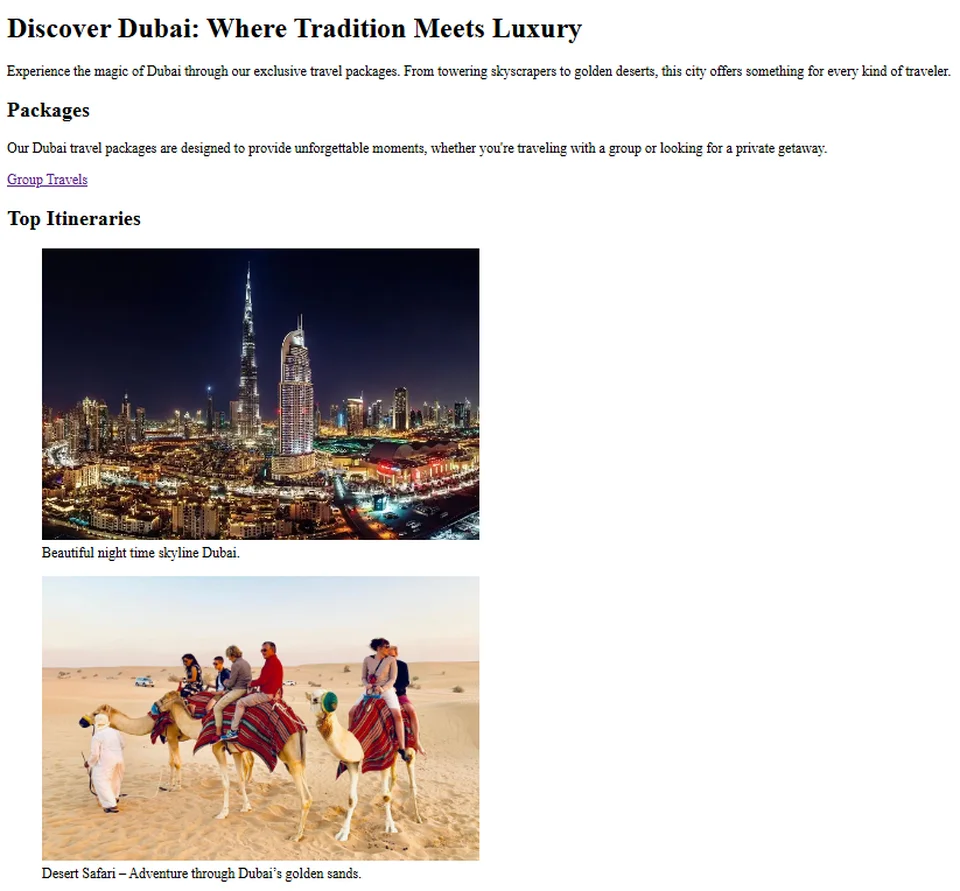 Discover Dubai: Where Tradition Meets Luxury
Experience the magic of Dubai through our exclusive travel packages. From towering skyscrapers to golden deserts, this city offers something for every kind of traveler.
Packages
Our Dubai travel packages are designed to provide unforgettable moments, whether you're traveling with a group or looking for a private getaway.
Group Travels
Top Itineraries
Beautiful night time skyline Dubai.
Desert Safari – Adventure through Dubai’s golden sands.